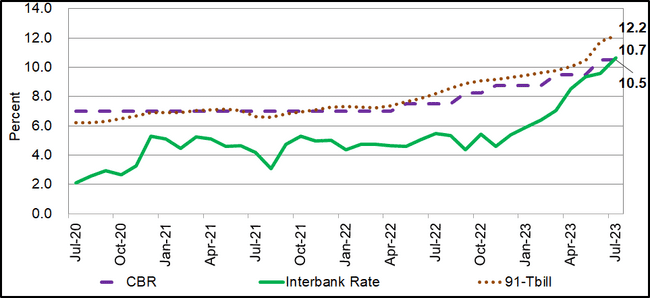 14.0
12.2
12.0
10.7
10.0
10.5
8.0
6.0
4.0
2.0
0.0
Percent
Jul-20
Oct-20
Jan-21
Apr-21
Jul-21
Oct-21
Jan-22
Apr-22
Jul-22
Oct-22
Jan-23
Apr-23
Jul-23
CBR
Interbank Rate
91-Tbill